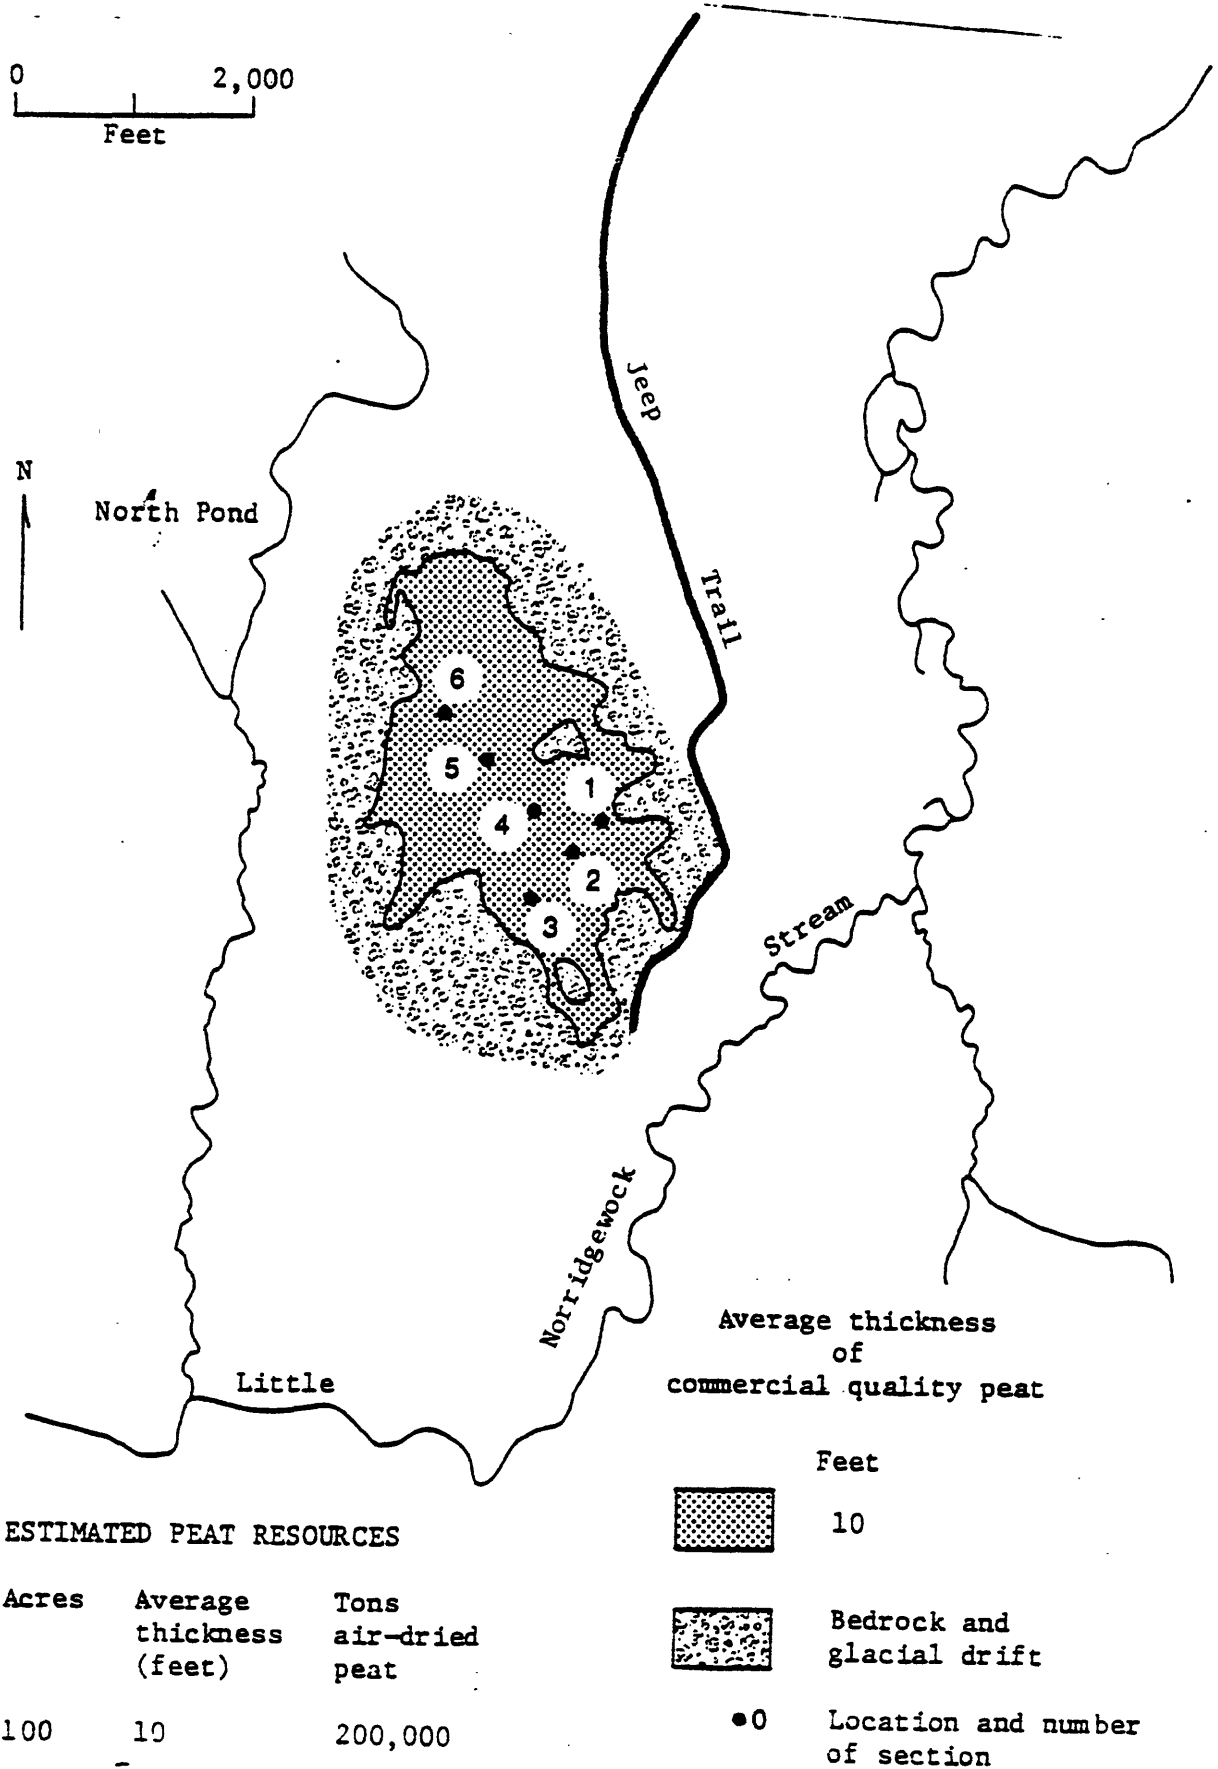 0 2,000
Feet
Jeep
N
North Pond
Trail
6
5
1
4
2
3
Stream
Norridgewock
Little
Average thickness
of
commercial quality peat
Feet
10
Bedrock and
glacial drift
●0 Location and number
of section
ESTIMATED PEAT RESOURCES
Acres Average Tons
thickness air-dried
(feet) peat
100 10 200,000